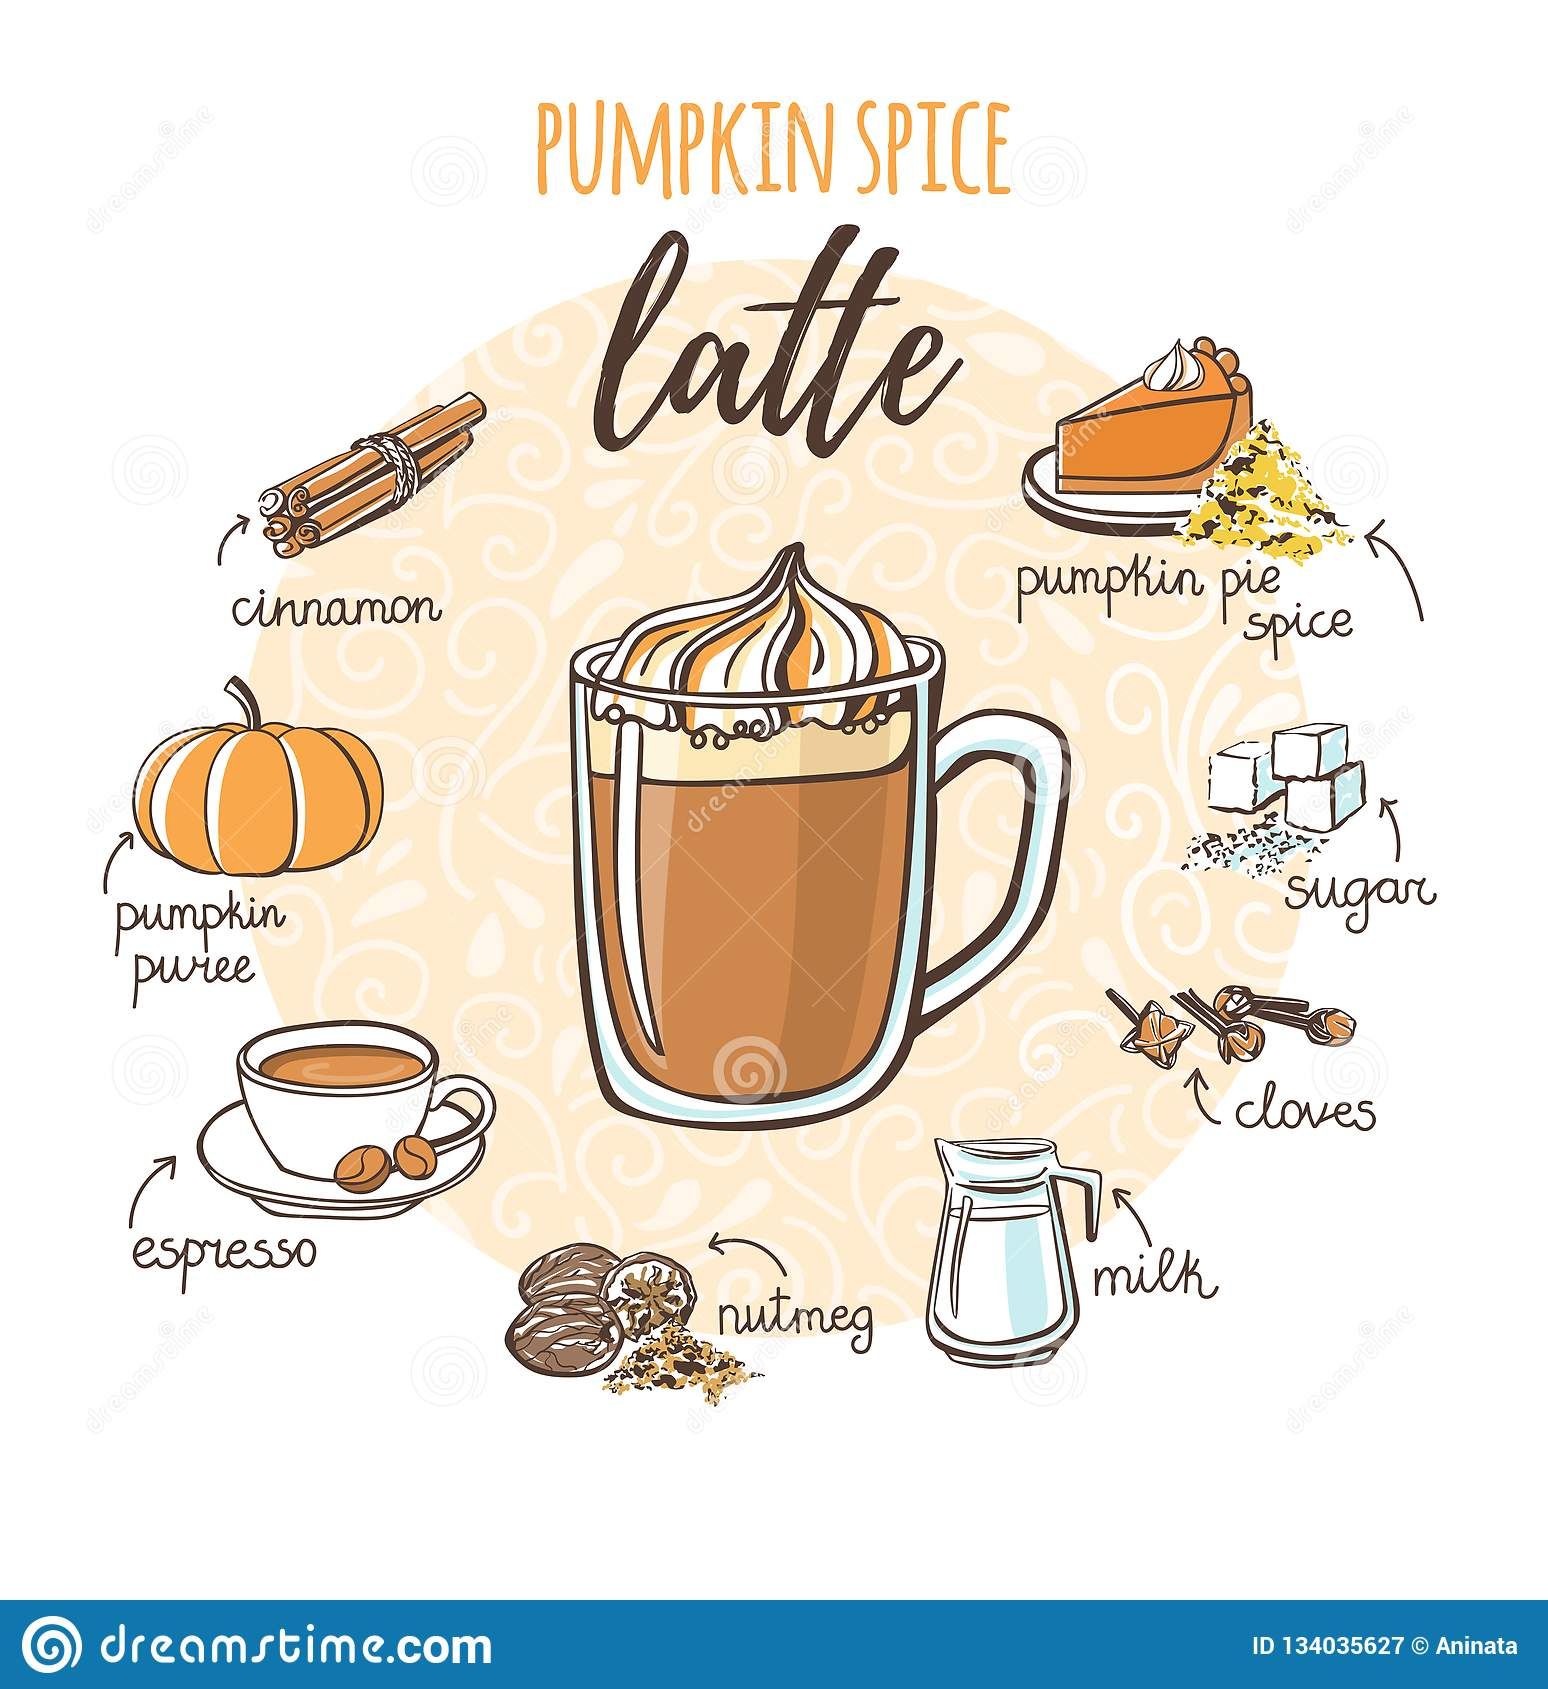 PUMPKIN SPICE
latte
cinnamon
pumpkin pie
spice
pumpkin
puree
sugar
cloves
espresso
milk
nutmeg
dreamstime
dreamstime.com
ID 134035627 © Aninata